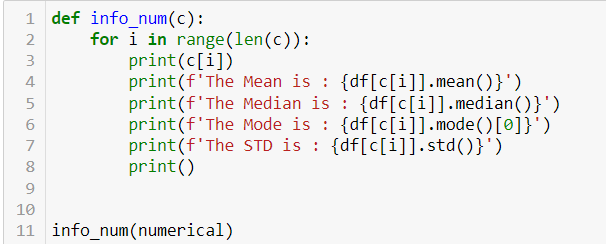 1 def info_num(c):
2     for i in range(len(c)):
3         print(c[i])
4         print(f'The Mean is : {df[c[i]].mean()}')
5         print(f'The Median is : {df[c[i]].median()}')
6         print(f'The Mode is : {df[c[i]].mode()[0]}')
7         print(f'The STD is : {df[c[i]].std()}')
8         print()
9
10
11 info_num(numerical)